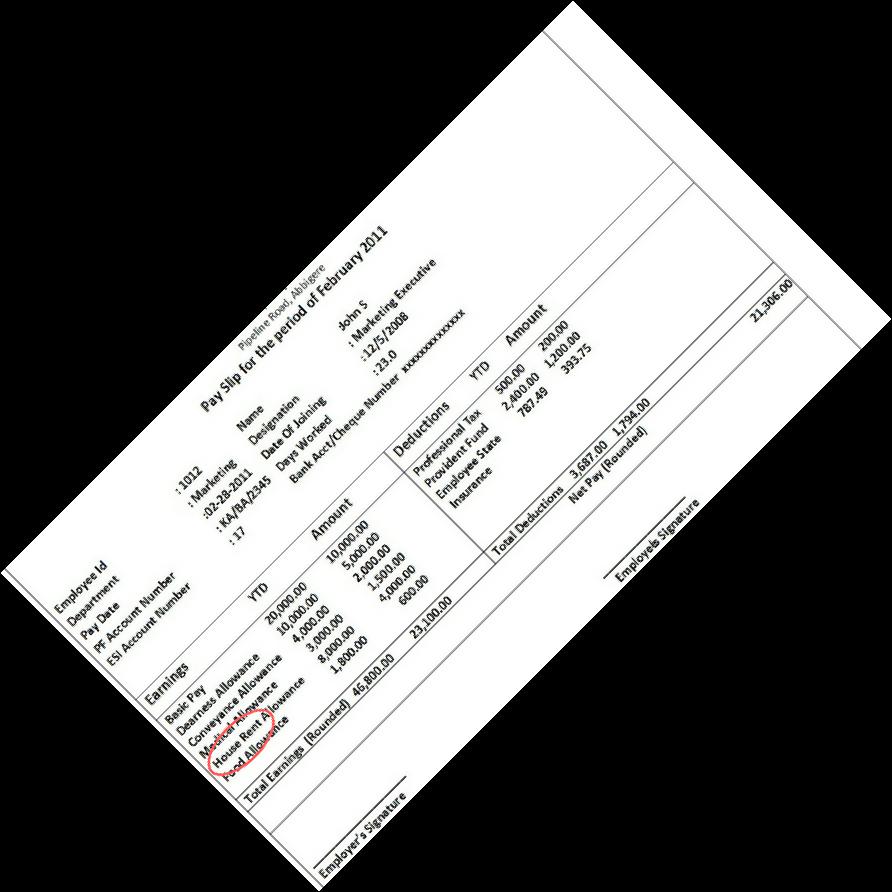 Pipeline Road, Abbigere
Pay Slip for the period of February 2011
Employee Id : 1012 Name John S
Department : Marketing Designation : Marketing Executive
Pay Date :02-28-2011 Date Of Joining :12/5/2008
PF Account Number : KA/BA/2345 Days Worked :23.0
ESI Account Number : 17 Bank Acct/Cheque Number xxxxxxxxxxxxxx
Earnings YTD Amount Deductions YTD Amount
Basic Pay 20,000.00 10,000.00 Professional Tax 500.00 200.00
Dearness Allowance 10,000.00 5,000.00 Provident Fund 2,400.00 1,200.00
Conveyance Allowance 4,000.00 2,000.00 Employee State 787.49 393.75
Medical Allowance 3,000.00 1,500.00 Insurance
House Rent Allowance 8,000.00 4,000.00
Food Allowance 1,800.00 600.00
Total Earnings (Rounded) 46,800.00 23,100.00 Total Deductions 3,687.00 1,794.00
Net Pay (Rounded) 21,306.00
Employer's Signature Employee's Signature